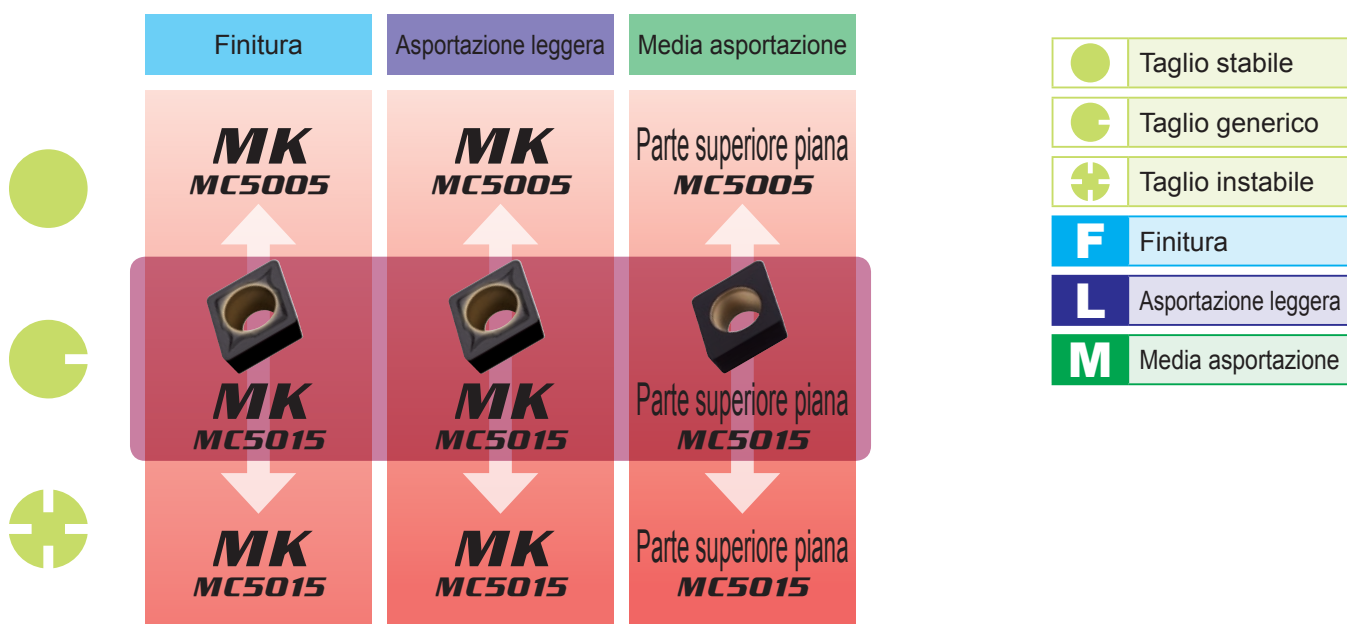 Finitura
Asportazione leggera
Media asportazione
MK
MC5005
MK
MC5005
Parte superiore piana
MC5005
MK
MC5015
MK
MC5015
Parte superiore piana
MC5015
MK
MC5015
MK
MC5015
Parte superiore piana
MC5015
Taglio stabile
Taglio generico
Taglio instabile
F Finitura
L Asportazione leggera
M Media asportazione